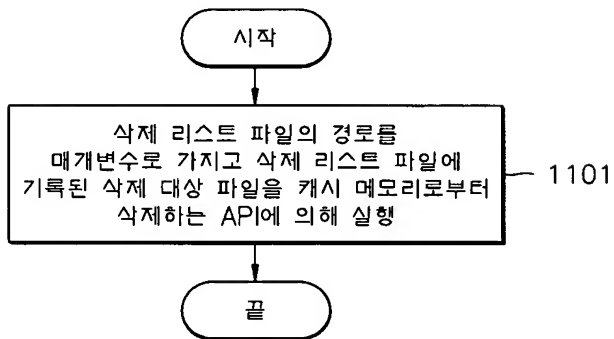 시작
삭제 리스트 파일의 경로를
매개변수로 가지고 삭제 리스트 파일에
기록된 삭제 대상 파일을 캐시 메모리로부터
삭제하는 API에 의해 실행
1101
끝